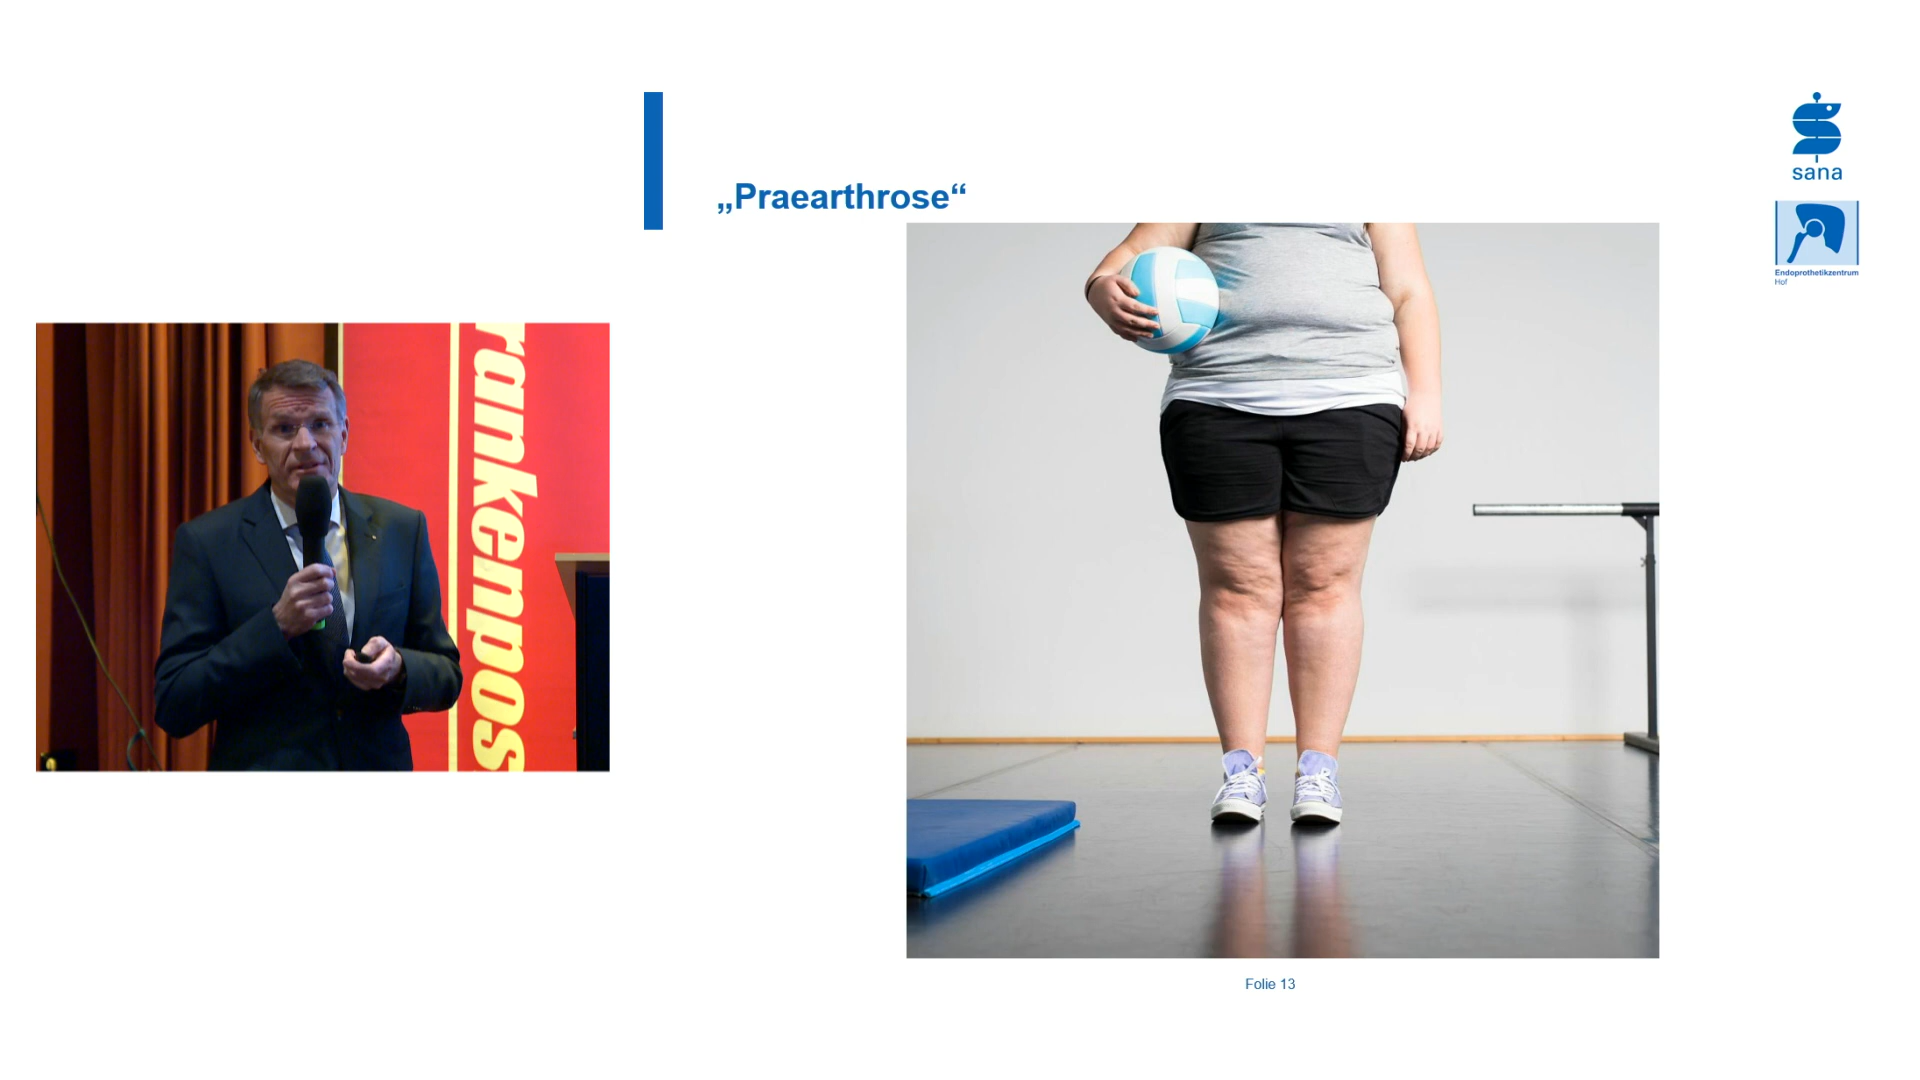 „Praearthrose“
sana
Endoprothetikzentrum
Hof
rankenpos
Folie 13